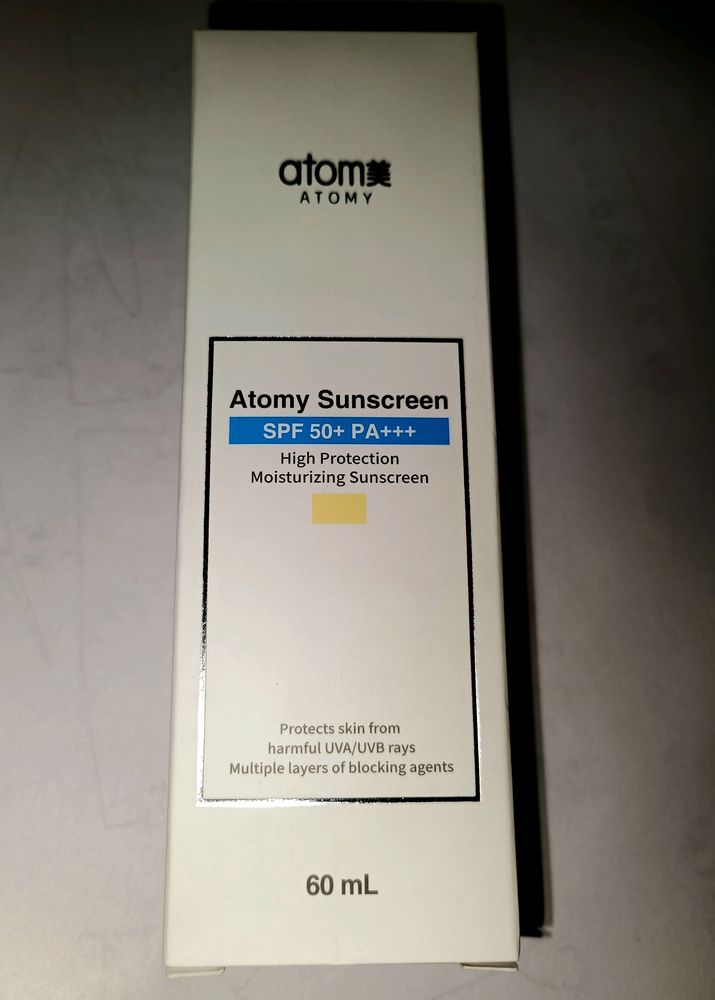 atom美
ATOMY
Atomy Sunscreen
SPF 50+ PA+++
High Protection
Moisturizing Sunscreen
Protects skin from
harmful UVA/UVB rays
Multiple layers of blocking agents
60 mL